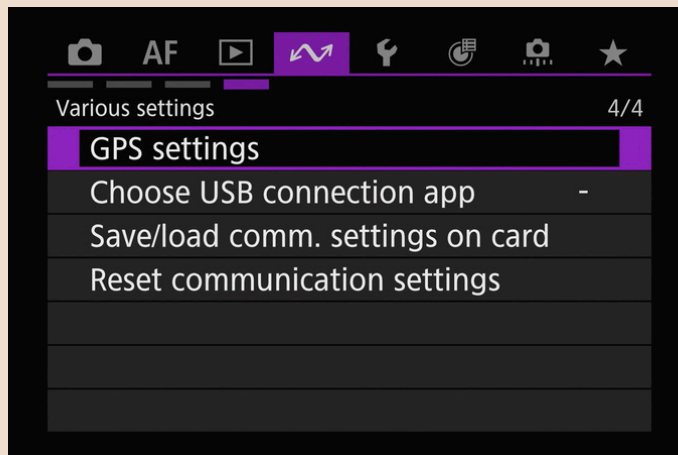 AF
Various settings 4/4
GPS settings
Choose USB connection app -
Save/load comm. settings on card
Reset communication settings